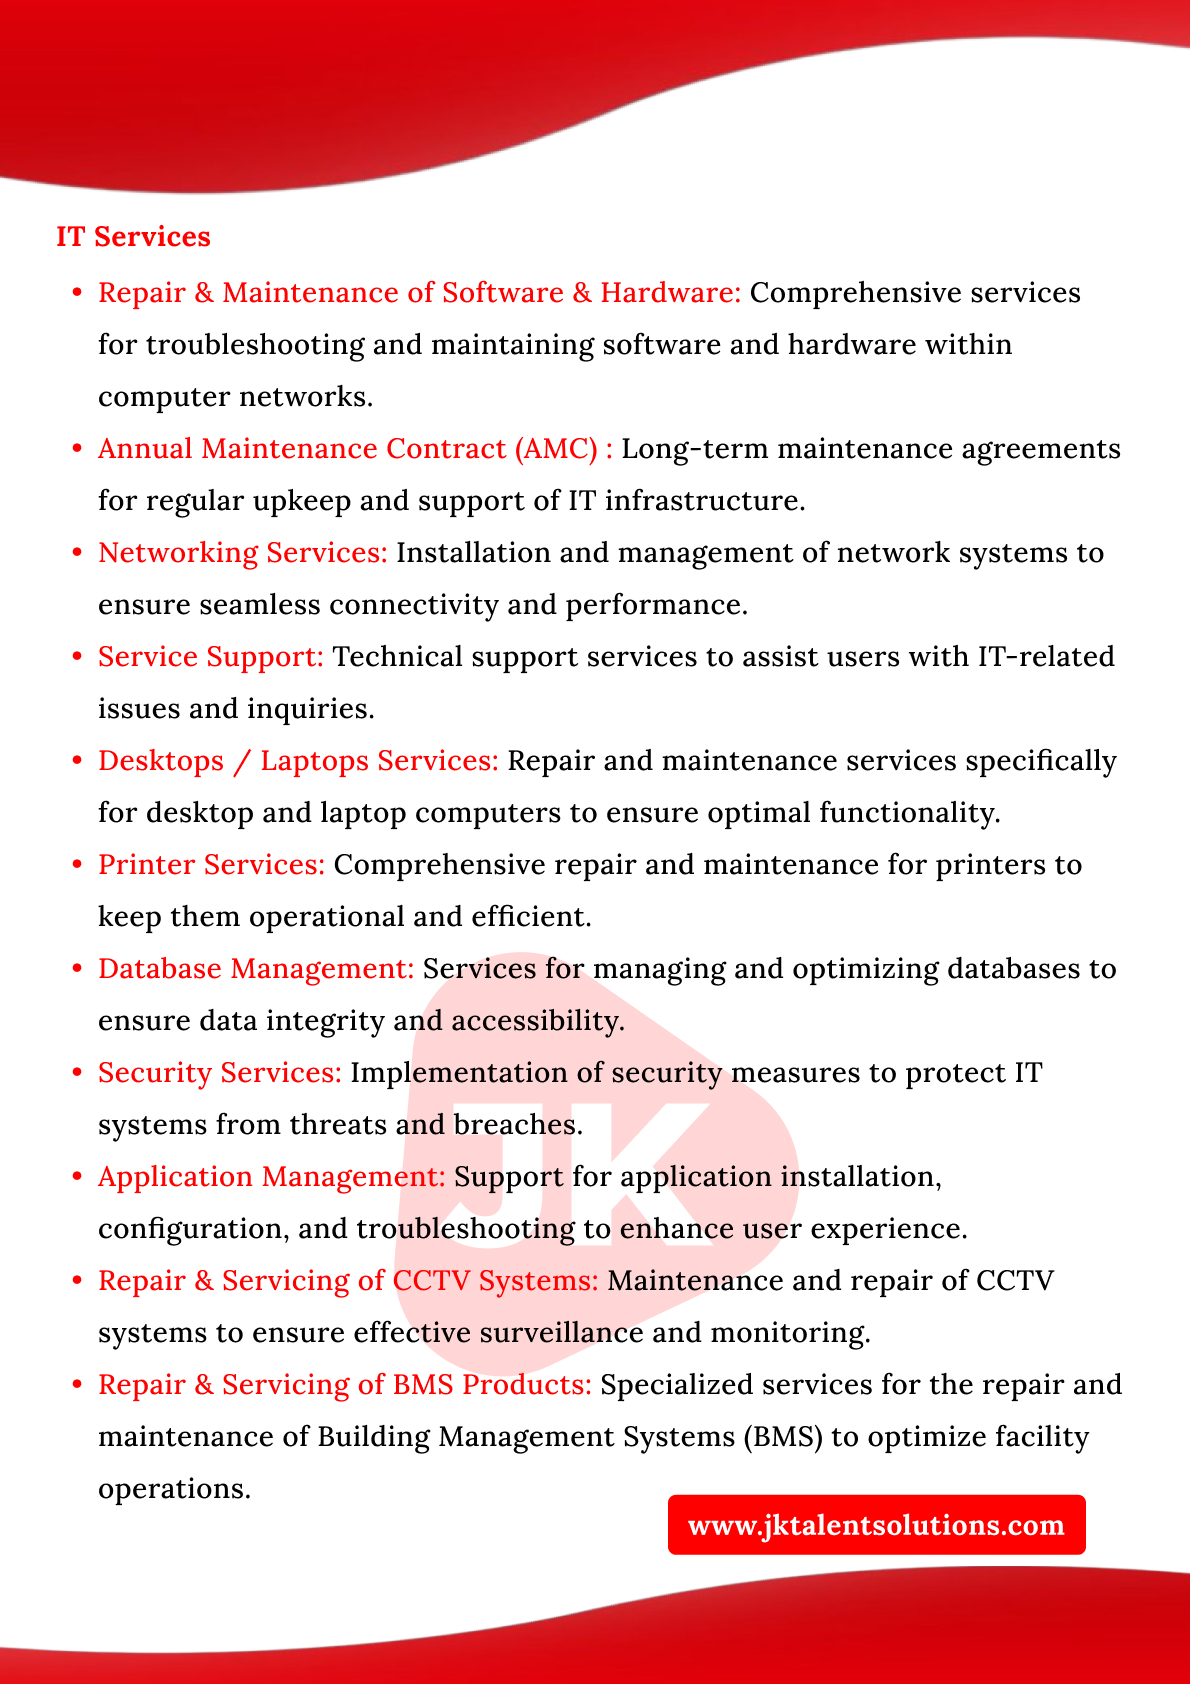 IT Services
• Repair & Maintenance of Software & Hardware: Comprehensive services
for troubleshooting and maintaining software and hardware within
computer networks.
• Annual Maintenance Contract (AMC) : Long-term maintenance agreements
for regular upkeep and support of IT infrastructure.
• Networking Services: Installation and management of network systems to
ensure seamless connectivity and performance.
• Service Support: Technical support services to assist users with IT-related
issues and inquiries.
• Desktops / Laptops Services: Repair and maintenance services specifically
for desktop and laptop computers to ensure optimal functionality.
• Printer Services: Comprehensive repair and maintenance for printers to
keep them operational and efficient.
• Database Management: Services for managing and optimizing databases to
ensure data integrity and accessibility.
• Security Services: Implementation of security measures to protect IT
systems from threats and breaches.
• Application Management: Support for application installation,
configuration, and troubleshooting to enhance user experience.
• Repair & Servicing of CCTV Systems: Maintenance and repair of CCTV
systems to ensure effective surveillance and monitoring.
• Repair & Servicing of BMS Products: Specialized services for the repair and
maintenance of Building Management Systems (BMS) to optimize facility
operations.
JK
www.jktalentsolutions.com